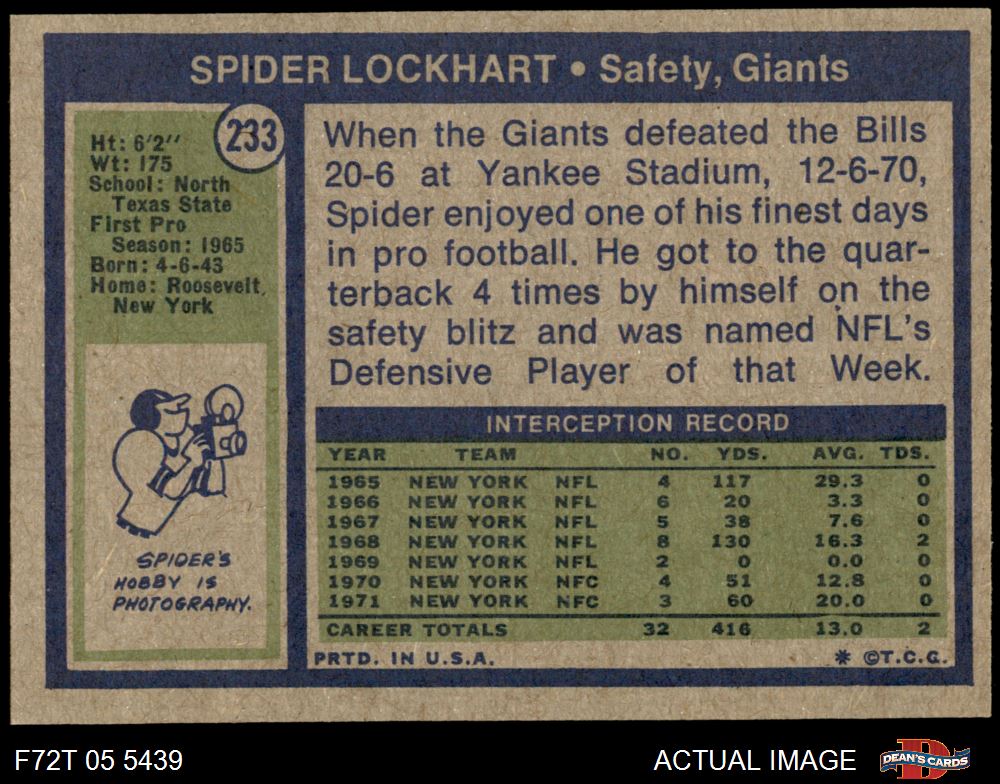 SPIDER LOCKHART • Safety, Giants
233
Ht: 6'2''
Wt: 175
School: North
Texas State
First Pro
Season: 1965
Born: 4-6-43
Home: Roosevelt,
New York
SPIDER'S
HOBBY IS
PHOTOGRAPHY.
When the Giants defeated the Bills
20-6 at Yankee Stadium, 12-6-70,
Spider enjoyed one of his finest days
in pro football. He got to the quar-
terback 4 times by himself on the
safety blitz and was named NFL's
Defensive Player of that Week.
INTERCEPTION RECORD
YEAR TEAM NO. YDS. AVG. TDS.
1965 NEW YORK NFL 4 117 29.3 0
1966 NEW YORK NFL 6 20 3.3 0
1967 NEW YORK NFL 5 38 7.6 0
1968 NEW YORK NFL 8 130 16.3 2
1969 NEW YORK NFL 2 0 0.0 0
1970 NEW YORK NFC 4 51 12.8 0
1971 NEW YORK NFC 3 60 20.0 0
CAREER TOTALS 32 416 13.0 2
PRTD. IN U.S.A. * ©T.C.G.
F72T 05 5439 ACTUAL IMAGE D DEAN'S CARDS